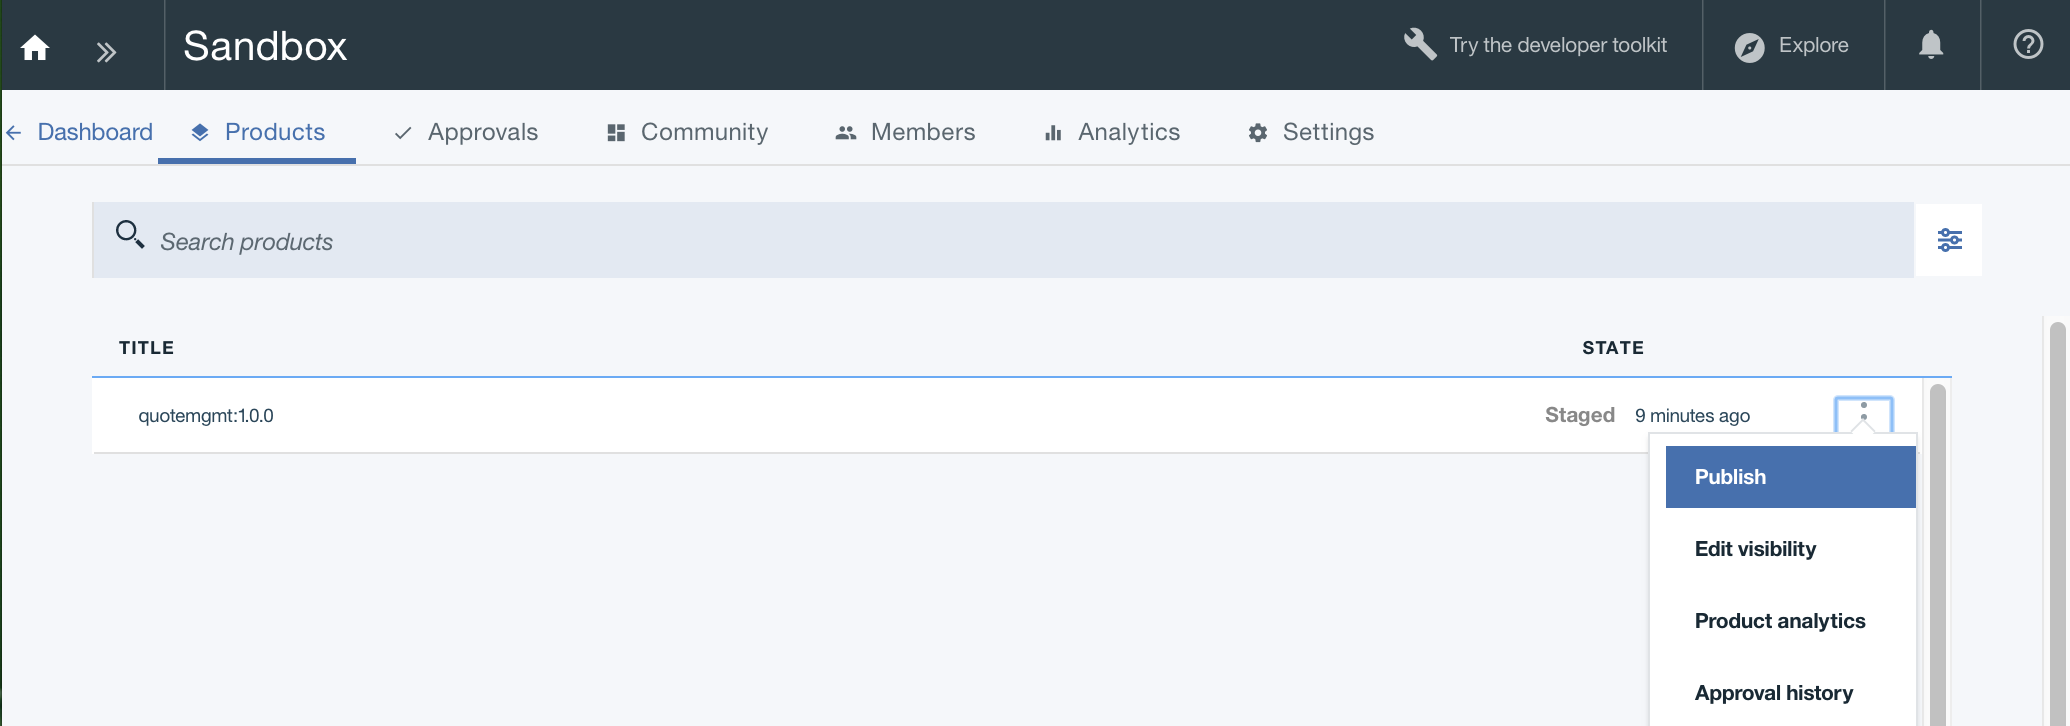 Sandbox
Try the developer toolkit
Explore
Dashboard
Products
Approvals
Community
Members
Analytics
Settings
Search products
TITLE
STATE
quotemgmt:1.0.0
Staged
9 minutes ago
Publish
Edit visibility
Product analytics
Approval history